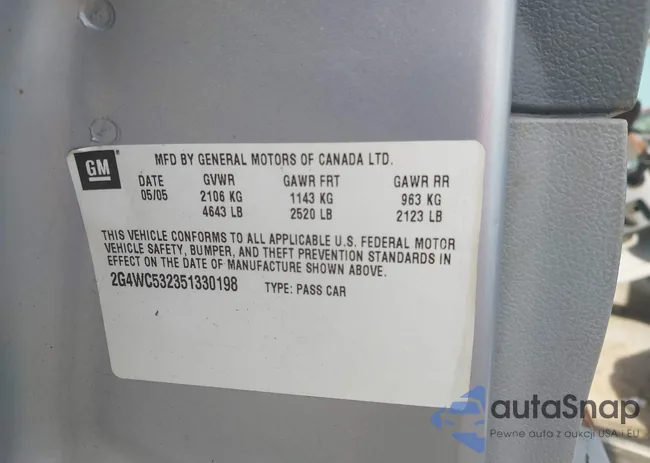 GM
MFD BY GENERAL MOTORS OF CANADA LTD.
DATE GVWR GAWR FRT GAWR RR
05/05 2106 KG 1143 KG 963 KG
4643 LB 2520 LB 2123 LB
THIS VEHICLE CONFORMS TO ALL APPLICABLE U.S. FEDERAL MOTOR
VEHICLE SAFETY, BUMPER, AND THEFT PREVENTION STANDARDS IN
EFFECT ON THE DATE OF MANUFACTURE SHOWN ABOVE.
2G4WC532351330198 TYPE: PASS CAR
autaSnap
Pewne auta z aukcji USA i EU